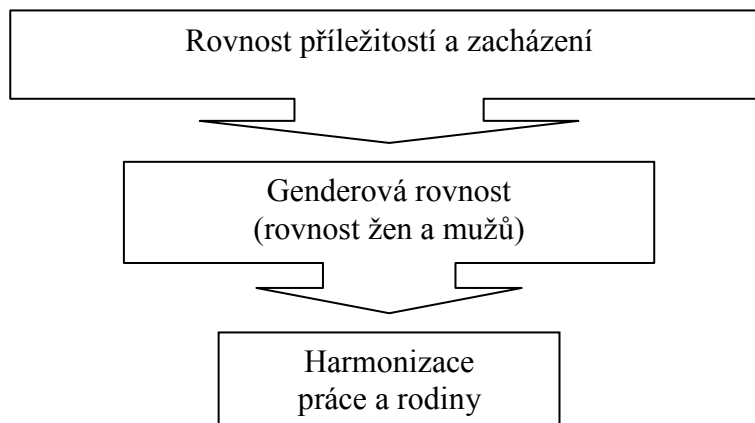 Rovnost příležitostí a zacházení
Genderová rovnost
(rovnost žen a mužů)
Harmonizace
práce a rodiny